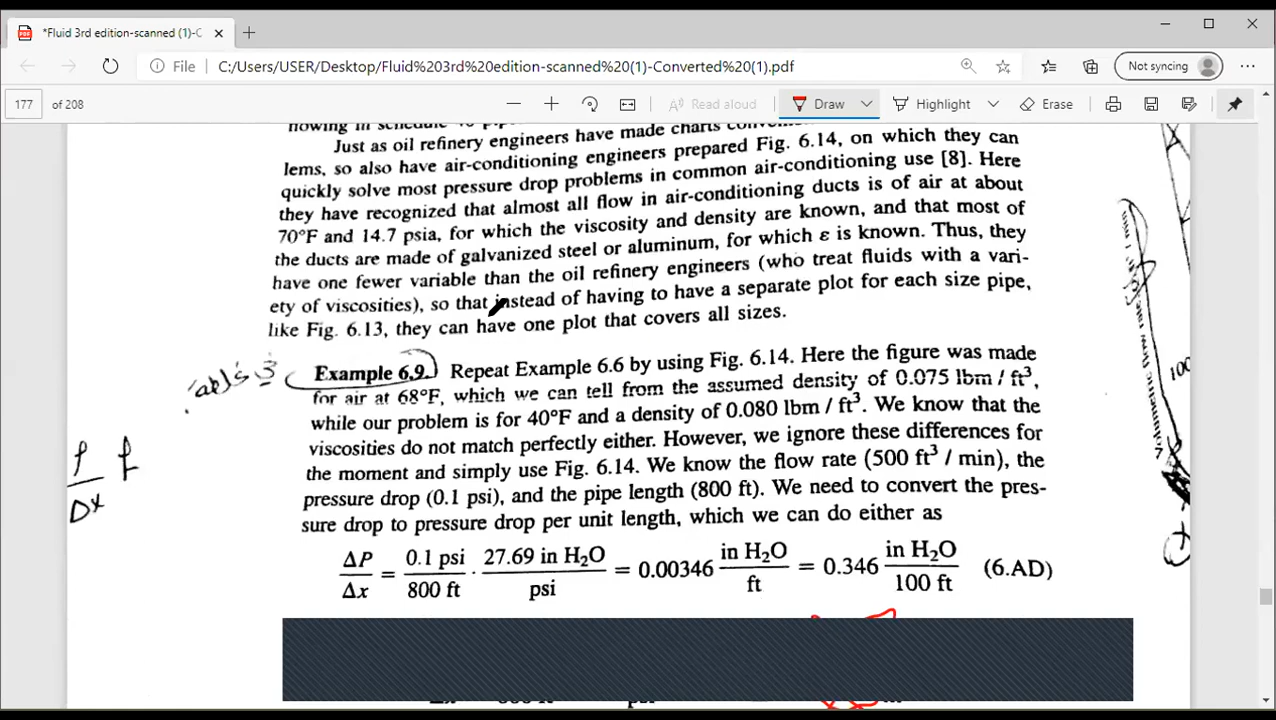 *Fluid 3rd edition-scanned (1)-C
File C:/Users/USER/Desktop/Fluid%203rd%20edition-scanned%20(1)-Converted%20(1).pdf
Not syncing
177 of 208
Read aloud Draw Highlight Erase
Just as oil refinery engineers have made charts
lems, so also have air-conditioning engineers prepared Fig. 6.14, on which they can
quickly solve most pressure drop problems in common air-conditioning use [8]. Here
they have recognized that almost all flow in air-conditioning ducts is of air at about
70°F and 14.7 psia, for which the viscosity and density are known, and that most of
the ducts are made of galvanized steel or aluminum, for which ε is known. Thus, they
have one fewer variable than the oil refinery engineers (who treat fluids with a vari-
ety of viscosities), so that instead of having to have a separate plot for each size pipe,
like Fig. 6.13, they can have one plot that covers all sizes.
Example 6.9. Repeat Example 6.6 by using Fig. 6.14. Here the figure was made
for air at 68°F, which we can tell from the assumed density of 0.075 lbm / ft³,
while our problem is for 40°F and a density of 0.080 lbm / ft³. We know that the
viscosities do not match perfectly either. However, we ignore these differences for
the moment and simply use Fig. 6.14. We know the flow rate (500 ft³ / min), the
pressure drop (0.1 psi), and the pipe length (800 ft). We need to convert the pres-
sure drop to pressure drop per unit length, which we can do either as
ΔP/Δx = 0.1 psi/800 ft · 27.69 in H₂O/psi = 0.00346 in H₂O/ft = 0.346 in H₂O/100 ft (6.AD)
100